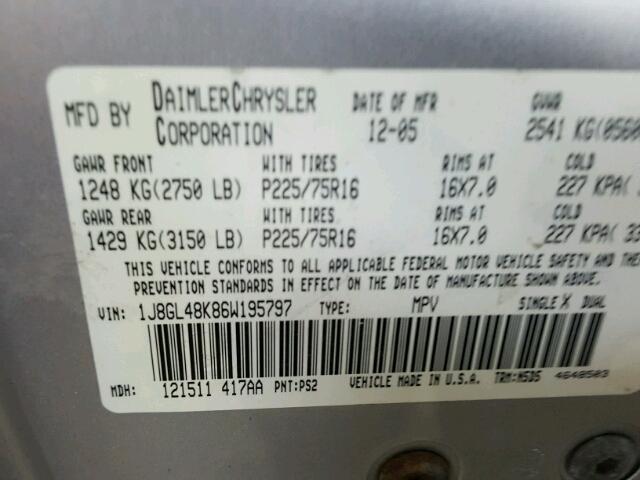 MFD BY DAIMLERCHRYSLER CORPORATION DATE OF MFR 12-05 GVWR 2541 KG(0560
GAWR FRONT WITH TIRES RIMS AT COLD
1248 KG(2750 LB) P225/75R16 16X7.0 227 KPA(
GAWR REAR WITH TIRES RIMS AT COLD
1429 KG(3150 LB) P225/75R16 16X7.0 227 KPA( 33
THIS VEHICLE CONFORMS TO ALL APPLICABLE FEDERAL MOTOR VEHICLE SAFETY AND THE
PREVENTION STANDARDS IN EFFECT ON THE DATE OF MANUFACTURE SHOWN ABOVE.
VIN: 1J8GL48K86W195797 TYPE: MPV SINGLE X DUAL
MDH: 121511 417AA PNT:PS2 VEHICLE MADE IN U.S.A. TRM:M5D5 4648503